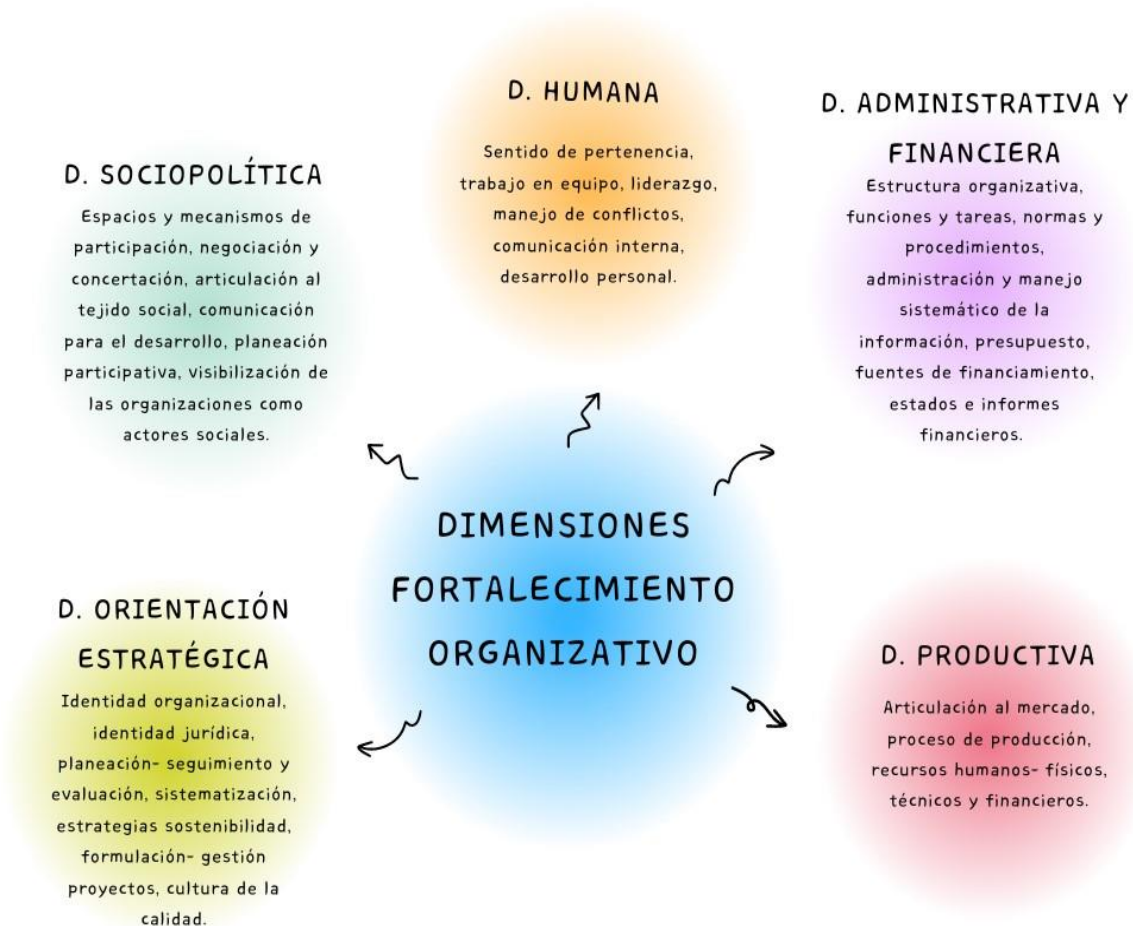 D. HUMANA
Sentido de pertenencia,
trabajo en equipo, liderazgo,
manejo de conflictos,
comunicación interna,
desarrollo personal.
D. ADMINISTRATIVA Y
FINANCIERA
Estructura organizativa,
funciones y tareas, normas y
procedimientos,
administración y manejo
sistemático de la
información, presupuesto,
fuentes de financiamiento,
estados e informes
financieros.
D. SOCIOPOLÍTICA
Espacios y mecanismos de
participación, negociación y
concertación, articulación al
tejido social, comunicación
para el desarrollo, planeación
participativa, visibilización de
las organizaciones como
actores sociales.
DIMENSIONES
FORTALECIMIENTO
ORGANIZATIVO
D. ORIENTACIÓN
ESTRATÉGICA
Identidad organizacional,
identidad jurídica,
planeación- seguimiento y
evaluación, sistematización,
estrategias sostenibilidad,
formulación- gestión
proyectos, cultura de la
calidad.
D. PRODUCTIVA
Articulación al mercado,
proceso de producción,
recursos humanos- físicos,
técnicos y financieros.